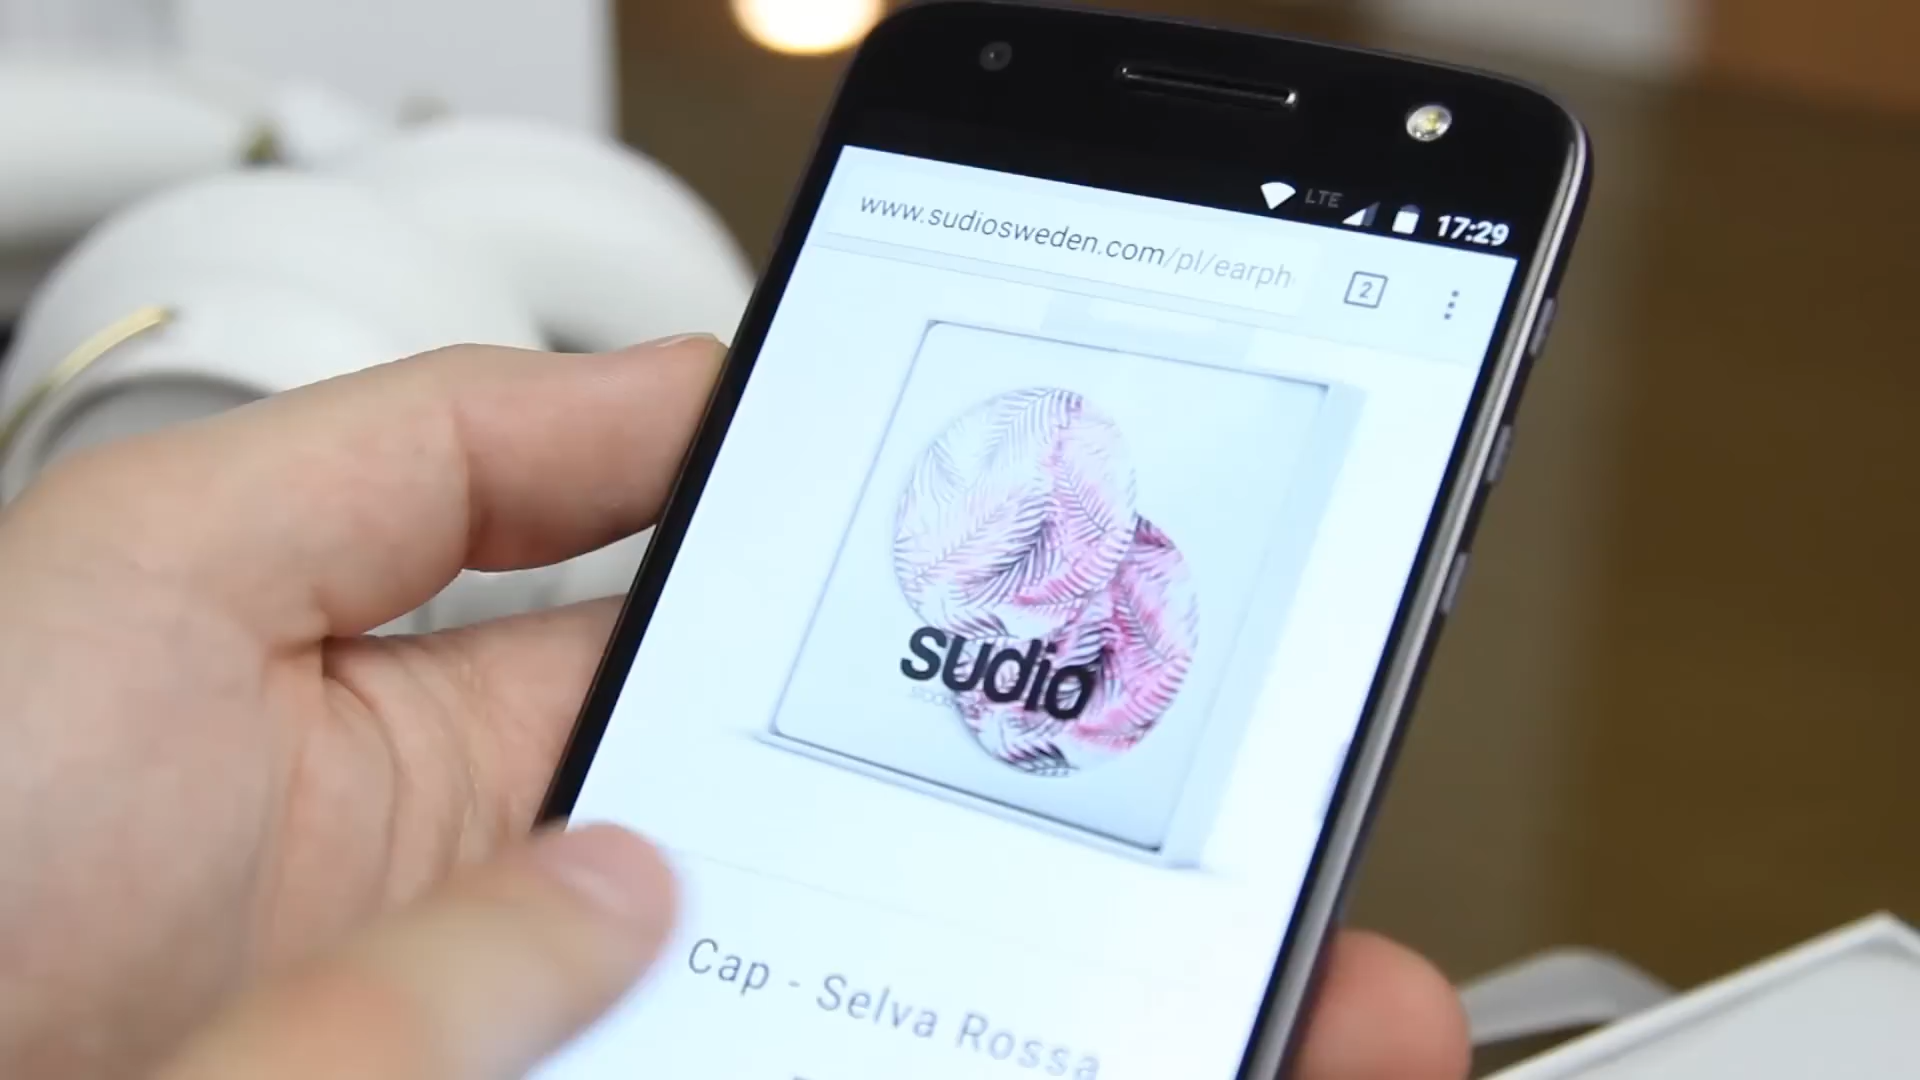 LTE 17:29
www.sudiosweden.com/pl/earph
2
sudio
Cap - Selva Rossa